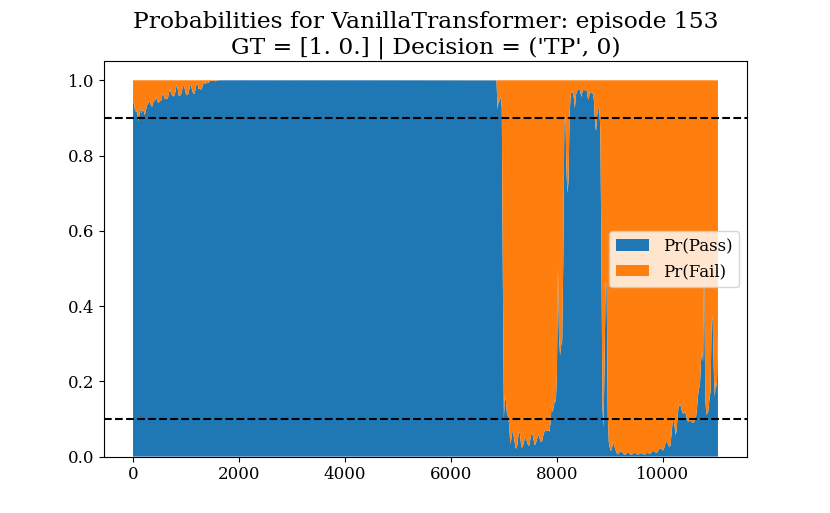 Probabilities for VanillaTransformer: episode 153
GT = [1. 0.] | Decision = ('TP', 0)
1.0
0.8
0.6
0.4
0.2
0.0
Pr(Pass)
Pr(Fail)
0 2000 4000 6000 8000 10000